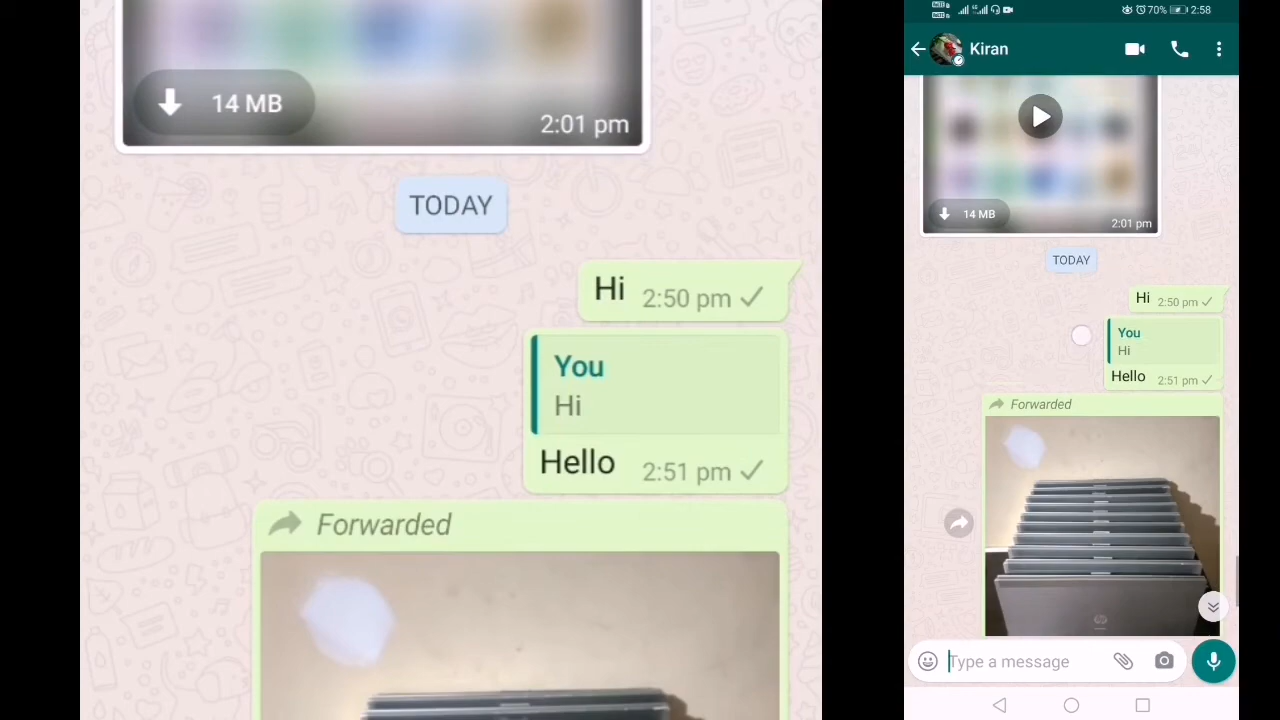 14 MB
2:01 pm
TODAY
Hi 2:50 pm
You
Hi
Hello 2:51 pm
Forwarded
70% 2:58
Kiran
14 MB
2:01 pm
TODAY
Hi 2:50 pm
You
Hi
Hello 2:51 pm
Forwarded
Type a message